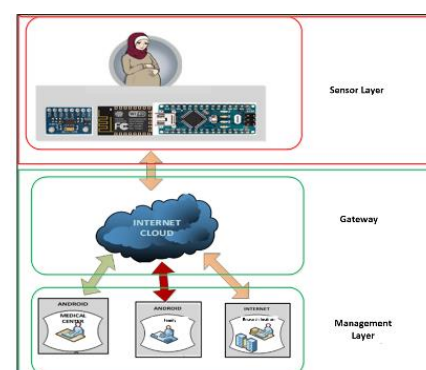 Sensor Layer
INTERNET
CLOUD
Gateway
ANDROID
MEDICAL
CENTER
ANDROID
INTERNET
Management
Layer